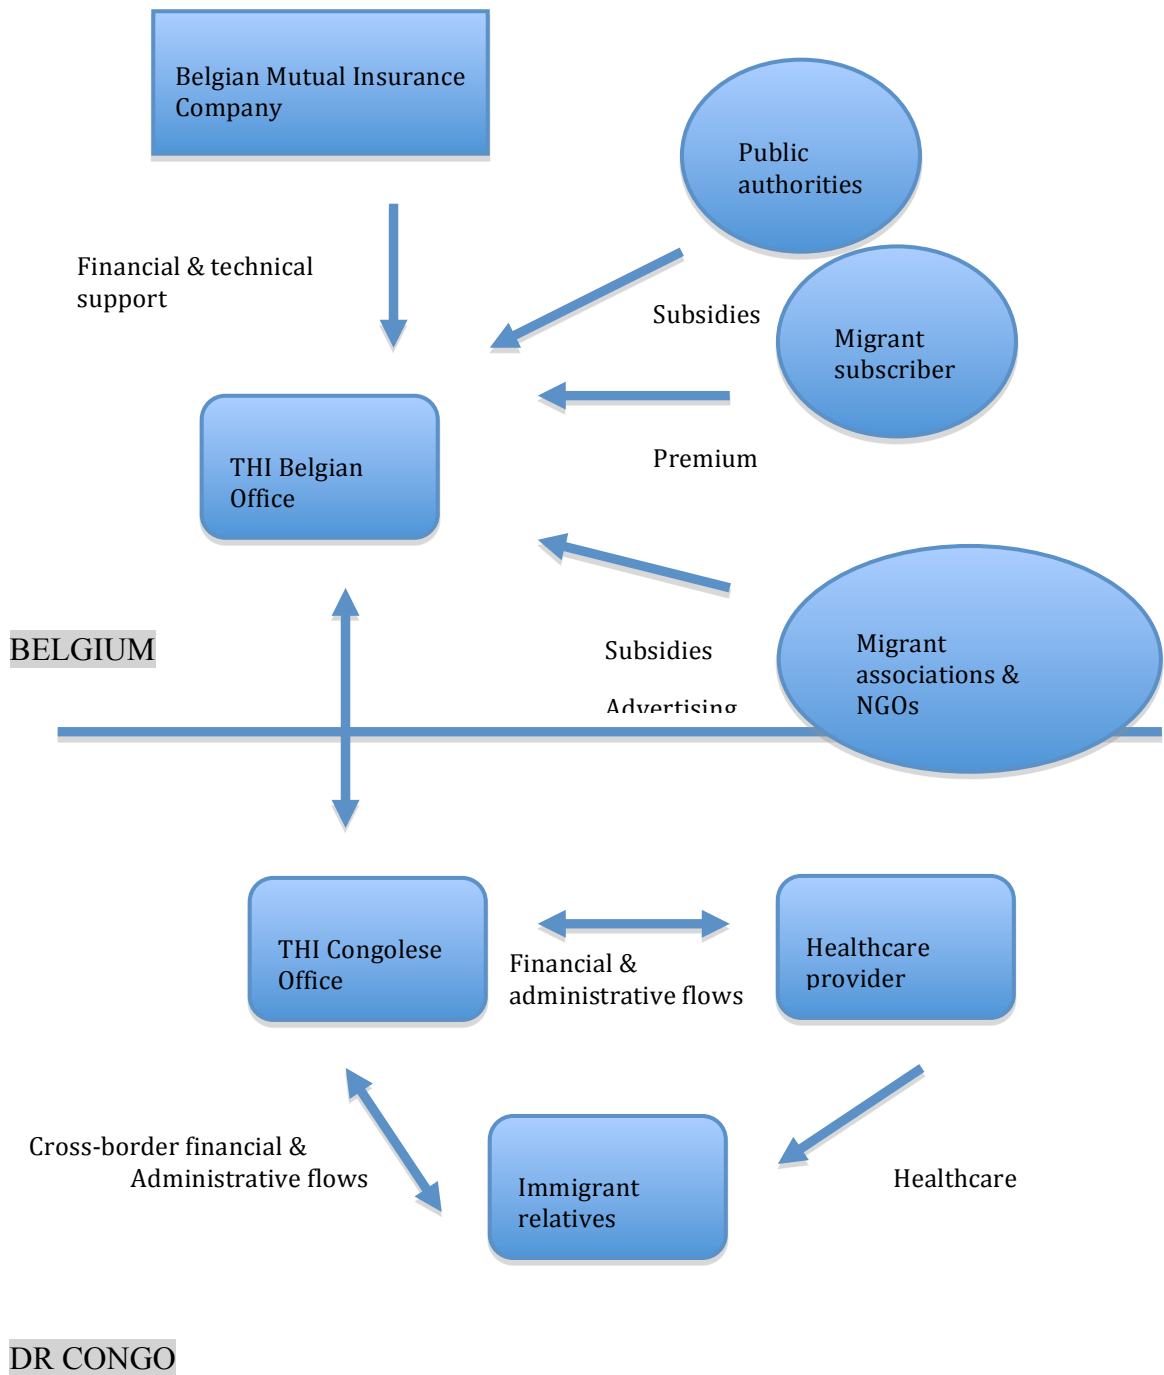 Belgian Mutual Insurance
Company
Public
authorities
Financial & technical
support
Subsidies
Migrant
subscriber
Premium
THI Belgian
Office
BELGIUM
Subsidies
Advertising
Migrant
associations &
NGOs
THI Congolese
Office
Financial &
administrative flows
Healthcare
provider
Cross-border financial &
Administrative flows
Immigrant
relatives
Healthcare
DR CONGO